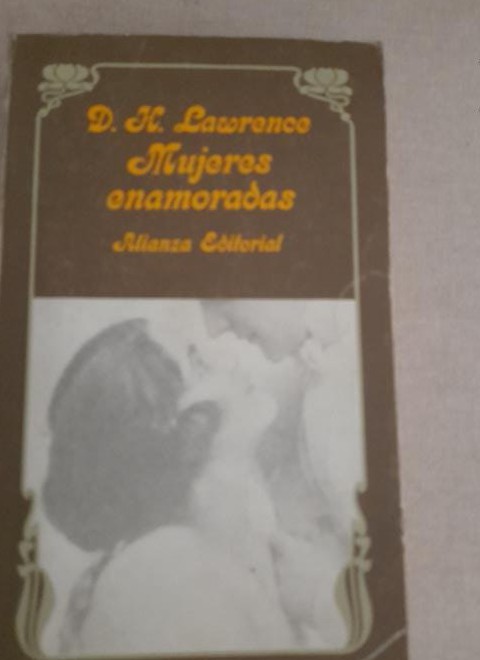 D. H. Lawrence
Mujeres
enamoradas
Alianza Editorial